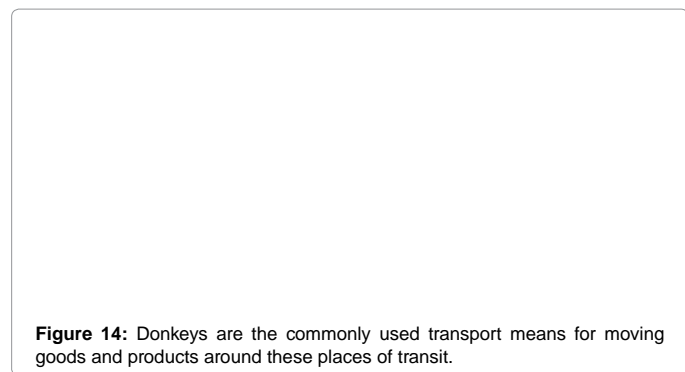 Figure 14: Donkeys are the commonly used transport means for moving
goods and products around these places of transit.